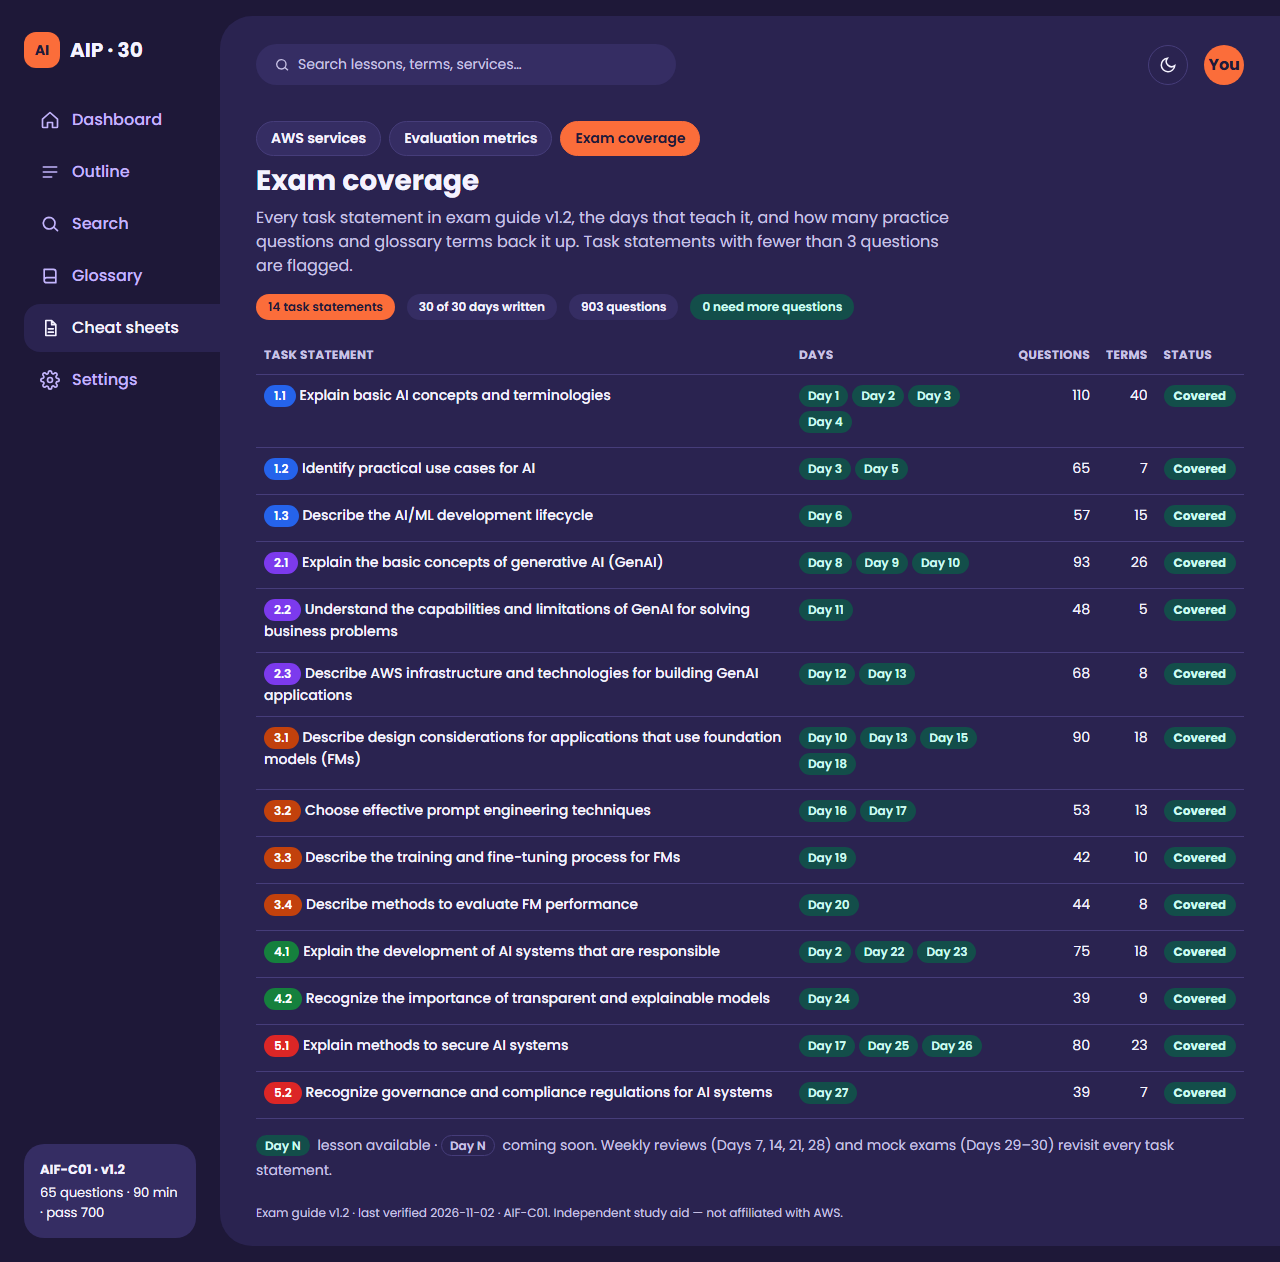 AI AIP · 30
Dashboard
Outline
Search
Glossary
Cheat sheets
Settings
AIF-C01 · v1.2
65 questions · 90 min
· pass 700
Search lessons, terms, services...
You
AWS services Evaluation metrics Exam coverage
Exam coverage
Every task statement in exam guide v1.2, the days that teach it, and how many practice
questions and glossary terms back it up. Task statements with fewer than 3 questions
are flagged.
14 task statements 30 of 30 days written 903 questions 0 need more questions
TASK STATEMENT DAYS QUESTIONS TERMS STATUS
1.1 Explain basic AI concepts and terminologies Day 1 Day 2 Day 3 110 40 Covered
Day 4
1.2 Identify practical use cases for AI Day 3 Day 5 65 7 Covered
1.3 Describe the AI/ML development lifecycle Day 6 57 15 Covered
2.1 Explain the basic concepts of generative AI (GenAI) Day 8 Day 9 Day 10 93 26 Covered
2.2 Understand the capabilities and limitations of GenAI for solving Day 11 48 5 Covered
business problems
2.3 Describe AWS infrastructure and technologies for building GenAI Day 12 Day 13 68 8 Covered
applications
3.1 Describe design considerations for applications that use foundation Day 10 Day 13 Day 15 90 18 Covered
models (FMs) Day 18
3.2 Choose effective prompt engineering techniques Day 16 Day 17 53 13 Covered
3.3 Describe the training and fine-tuning process for FMs Day 19 42 10 Covered
3.4 Describe methods to evaluate FM performance Day 20 44 8 Covered
4.1 Explain the development of AI systems that are responsible Day 2 Day 22 Day 23 75 18 Covered
4.2 Recognize the importance of transparent and explainable models Day 24 39 9 Covered
5.1 Explain methods to secure AI systems Day 17 Day 25 Day 26 80 23 Covered
5.2 Recognize governance and compliance regulations for AI systems Day 27 39 7 Covered
Day N lesson available · Day N coming soon. Weekly reviews (Days 7, 14, 21, 28) and mock exams (Days 29–30) revisit every task
statement.
Exam guide v1.2 · last verified 2026-11-02 · AIF-C01. Independent study aid — not affiliated with AWS.